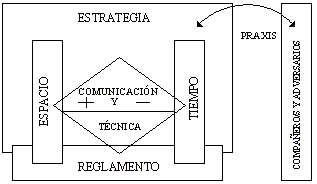 ESTRATEGIA
PRAXIS
ESPACIO
COMUNICACIÓN
+ Y −
TÉCNICA
TIEMPO
COMPAÑEROS Y ADVERSARIOS
REGLAMENTO